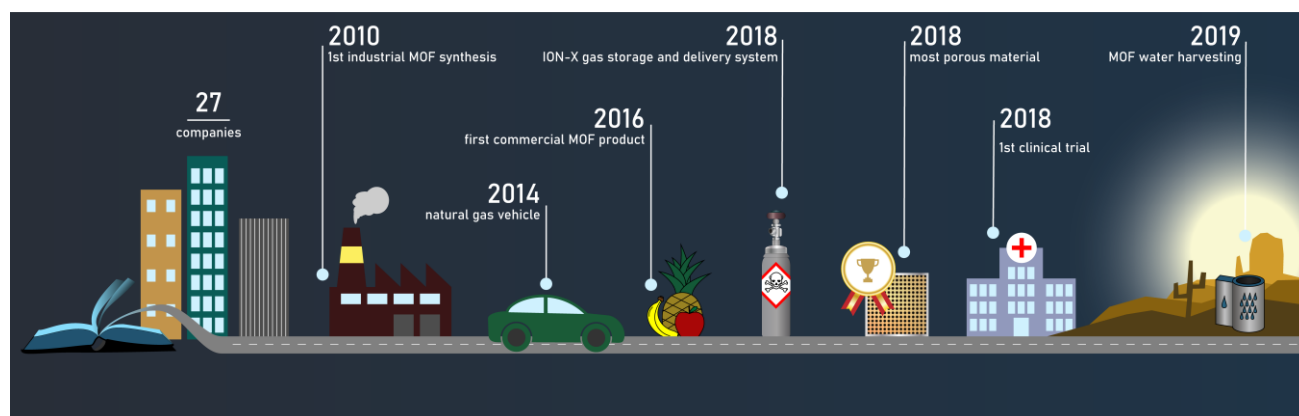 27
companies
2010
1st industrial MOF synthesis
2014
natural gas vehicle
2016
first commercial MOF product
2018
ION-X gas storage and delivery system
2018
most porous material
2018
1st clinical trial
2019
MOF water harvesting